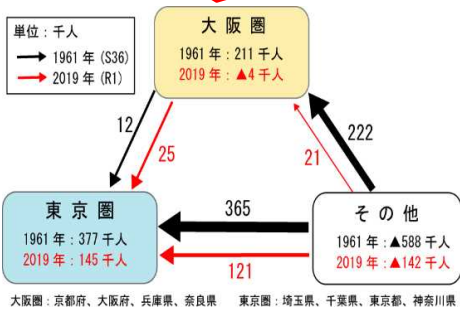 単位：千人
1961 年 (S36)
2019 年 (R1)
大 阪 圏
1961 年：211 千人
2019 年：▲4 千人
12
25
222
21
東 京 圏
1961 年：377 千人
2019 年：145 千人
365
121
そ の 他
1961 年：▲588 千人
2019 年：▲142 千人
大阪圏：京都府、大阪府、兵庫県、奈良県　東京圏：埼玉県、千葉県、東京都、神奈川県